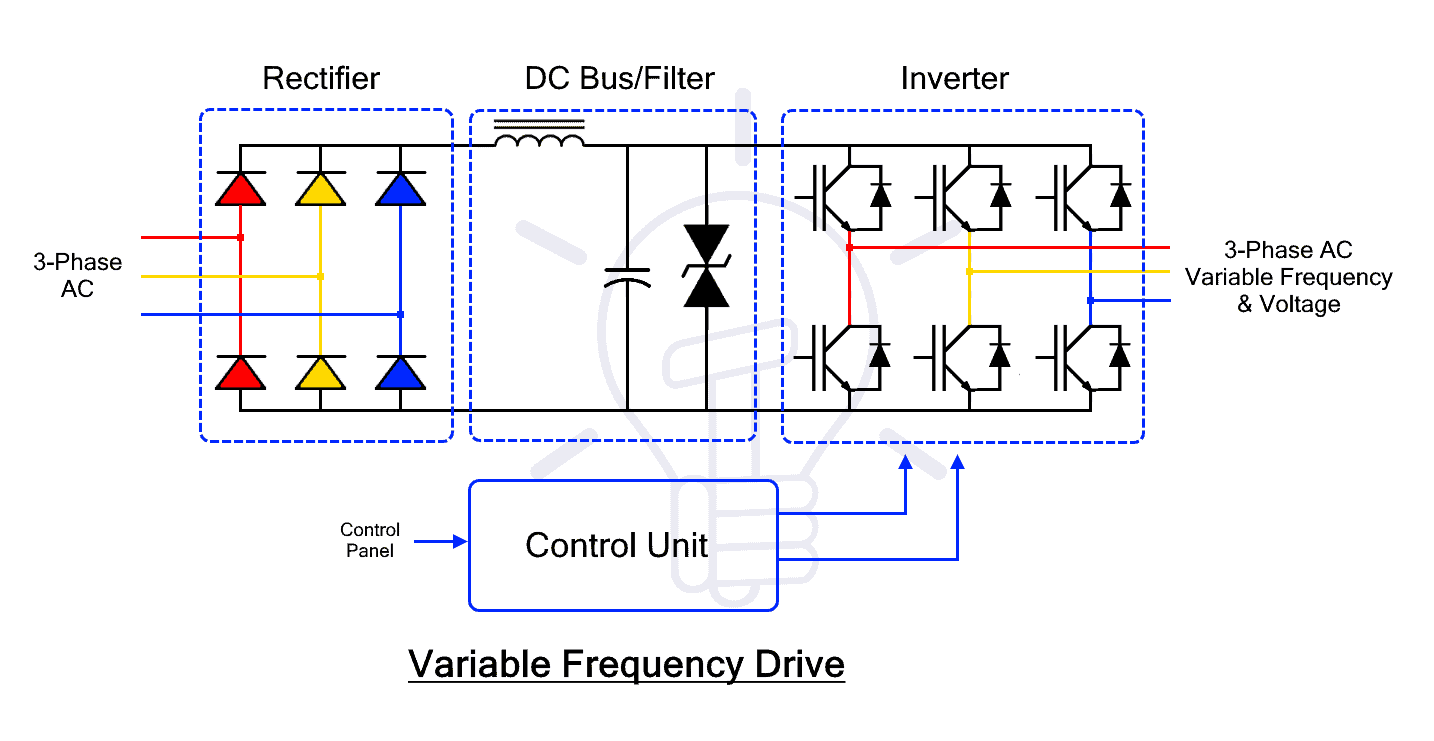 Rectifier
DC Bus/Filter
Inverter
3-Phase
AC
3-Phase AC
Variable Frequency
& Voltage
Control
Panel
Control Unit
Variable Frequency Drive